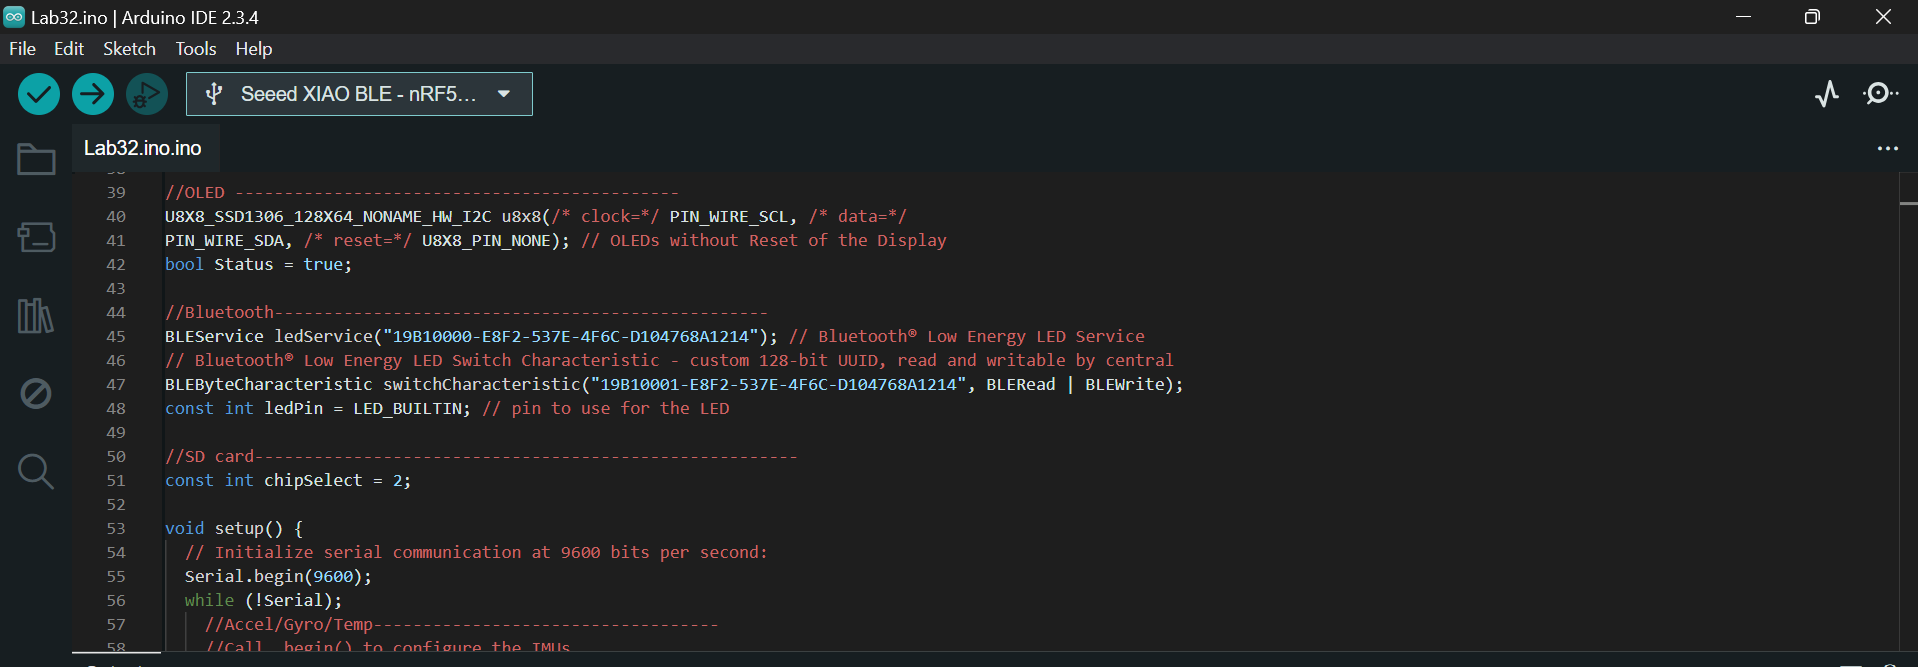 Lab32.ino | Arduino IDE 2.3.4
File Edit Sketch Tools Help
Seeed XIAO BLE - nRF5...
Lab32.ino.ino
39 //OLED ---------------------------------------------
40 U8X8_SSD1306_128X64_NONAME_HW_I2C u8x8(/* clock=*/ PIN_WIRE_SCL, /* data=*/
41 PIN_WIRE_SDA, /* reset=*/ U8X8_PIN_NONE); // OLEDs without Reset of the Display
42 bool Status = true;
43
44 //Bluetooth--------------------------------------------------
45 BLEService ledService("19B10000-E8F2-537E-4F6C-D104768A1214"); // Bluetooth® Low Energy LED Service
46 // Bluetooth® Low Energy LED Switch Characteristic - custom 128-bit UUID, read and writable by central
47 BLEByteCharacteristic switchCharacteristic("19B10001-E8F2-537E-4F6C-D104768A1214", BLERead | BLEWrite);
48 const int ledPin = LED_BUILTIN; // pin to use for the LED
49
50 //SD card-------------------------------------------------------
51 const int chipSelect = 2;
52
53 void setup() {
54 // Initialize serial communication at 9600 bits per second:
55 Serial.begin(9600);
56 while (!Serial);
57 //Accel/Gyro/Temp-----------------------------------
58 //Call .begin() to configure the IMUs